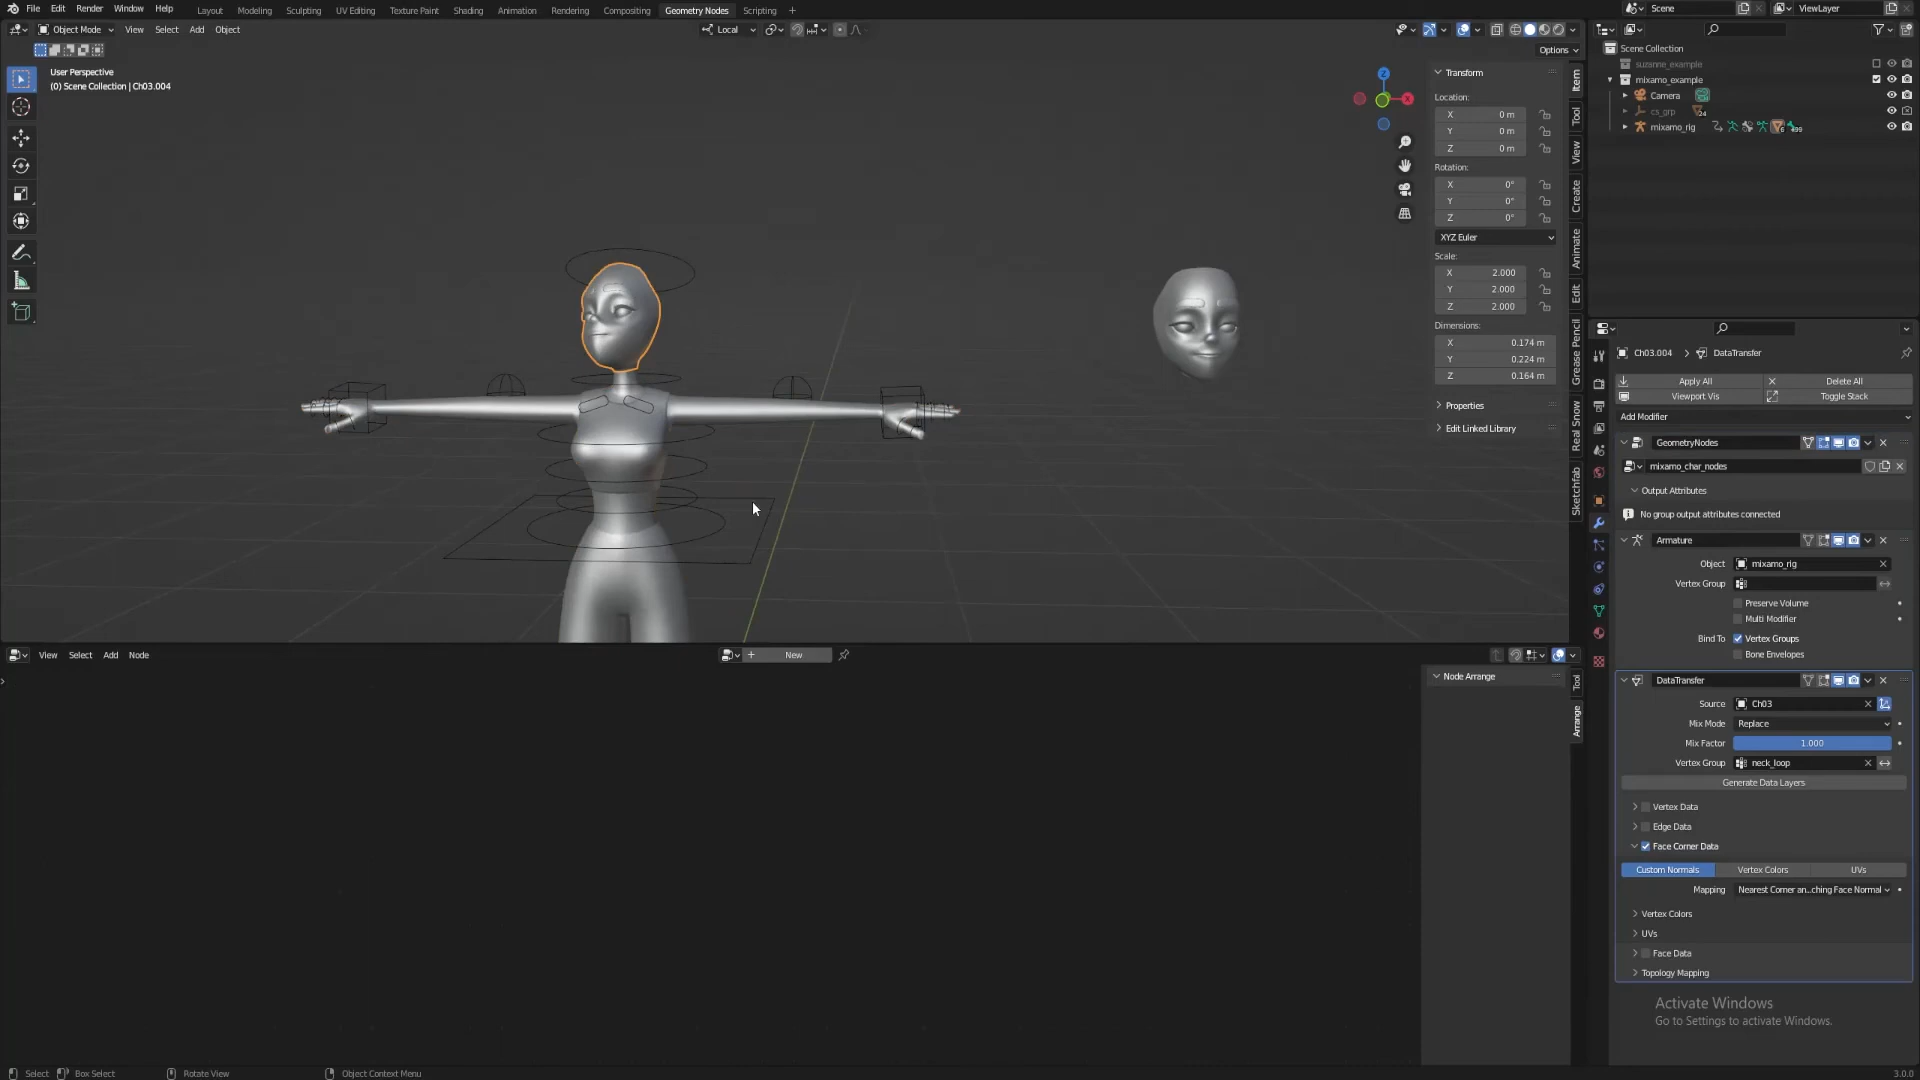 File Edit Render Window Help Layout Modeling Sculpting UV Editing Texture Paint Shading Animation Rendering Compositing Geometry Nodes Scripting + Scene ViewLayer
Object Mode View Select Add Object Local
Options
User Perspective
(0) Scene Collection | Ch03.004
Transform
Location:
X 0 m
Y 0 m
Z 0 m
Rotation:
X 0°
Y 0°
Z 0°
XYZ Euler
Scale:
X 2.000
Y 2.000
Z 2.000
Dimensions:
X 0.174 m
Y 0.224 m
Z 0.164 m
Properties
Edit Linked Library
Z
X
Item
Tool
View
Create
Animate
Edit
Grease Pencil
Real Snow
Sketchfab
Scene Collection
suzanne_example
mixamo_example
Camera
cs_grp 24
mixamo_rig 6 499
Ch03.004 > DataTransfer
Apply All Delete All
Viewport Vis Toggle Stack
Add Modifier
GeometryNodes
mixamo_char_nodes
Output Attributes
No group output attributes connected
Armature
Object mixamo_rig
Vertex Group
Preserve Volume
Multi Modifier
Bind To Vertex Groups
Bone Envelopes
DataTransfer
Source Ch03
Mix Mode Replace
Mix Factor 1.000
Vertex Group neck_loop
Generate Data Layers
Vertex Data
Edge Data
Face Corner Data
Custom Normals Vertex Colors UVs
Mapping Nearest Corner an...ching Face Normal
Vertex Colors
UVs
Face Data
Topology Mapping
Activate Windows
Go to Settings to activate Windows.
View Select Add Node + New
Node Arrange
Tool
Arrange
Select Box Select Rotate View Object Context Menu 3.0.0